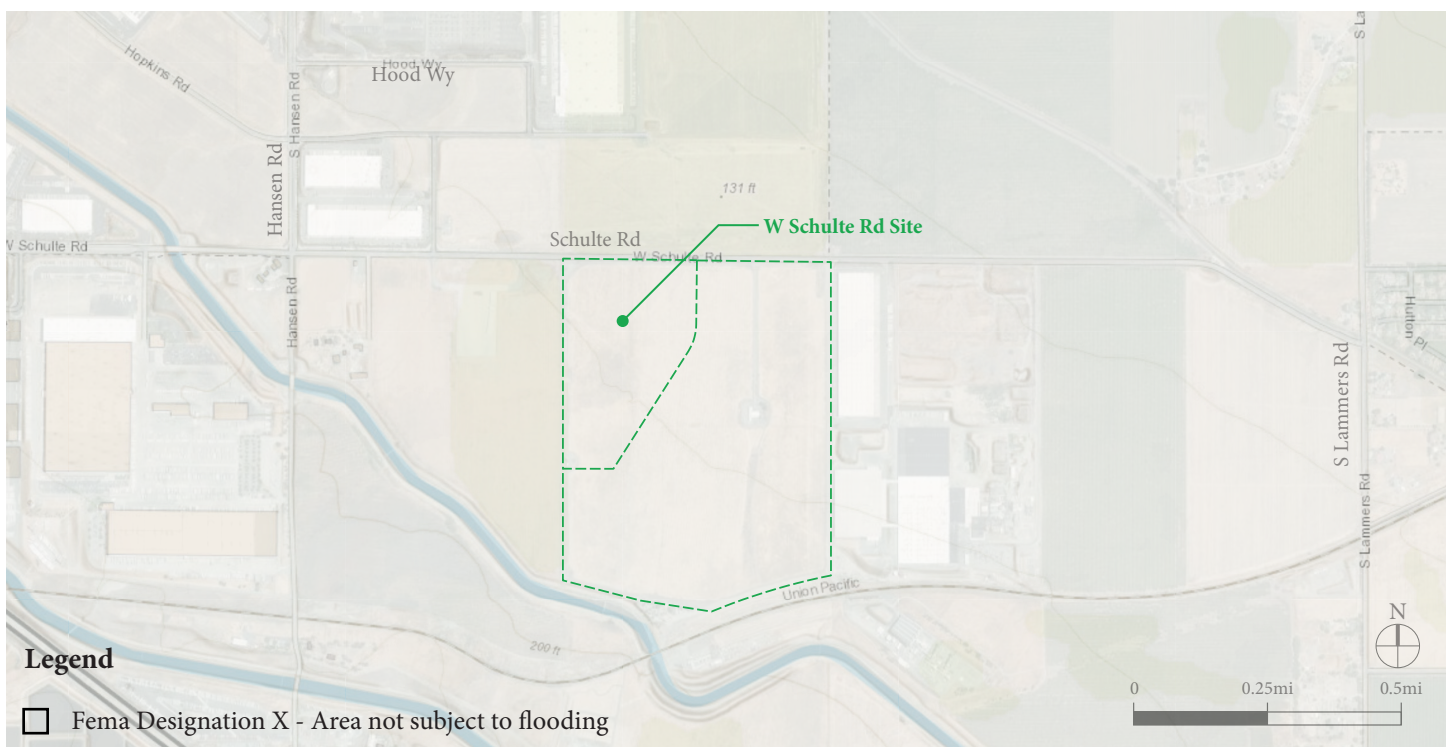 Hopkins Rd
Hood Wy
Hood Wy
S Hansen Rd
Hansen Rd
S La
131 ft
W Schulte Rd Site
W Schulte Rd
Schulte Rd
W Schulte Rd
Hansen Rd
Hutton Pl
S Lammers Rd
S Lammers Rd
Union Pacific
200 ft
N
Legend
0 0.25mi 0.5mi
Fema Designation X - Area not subject to flooding